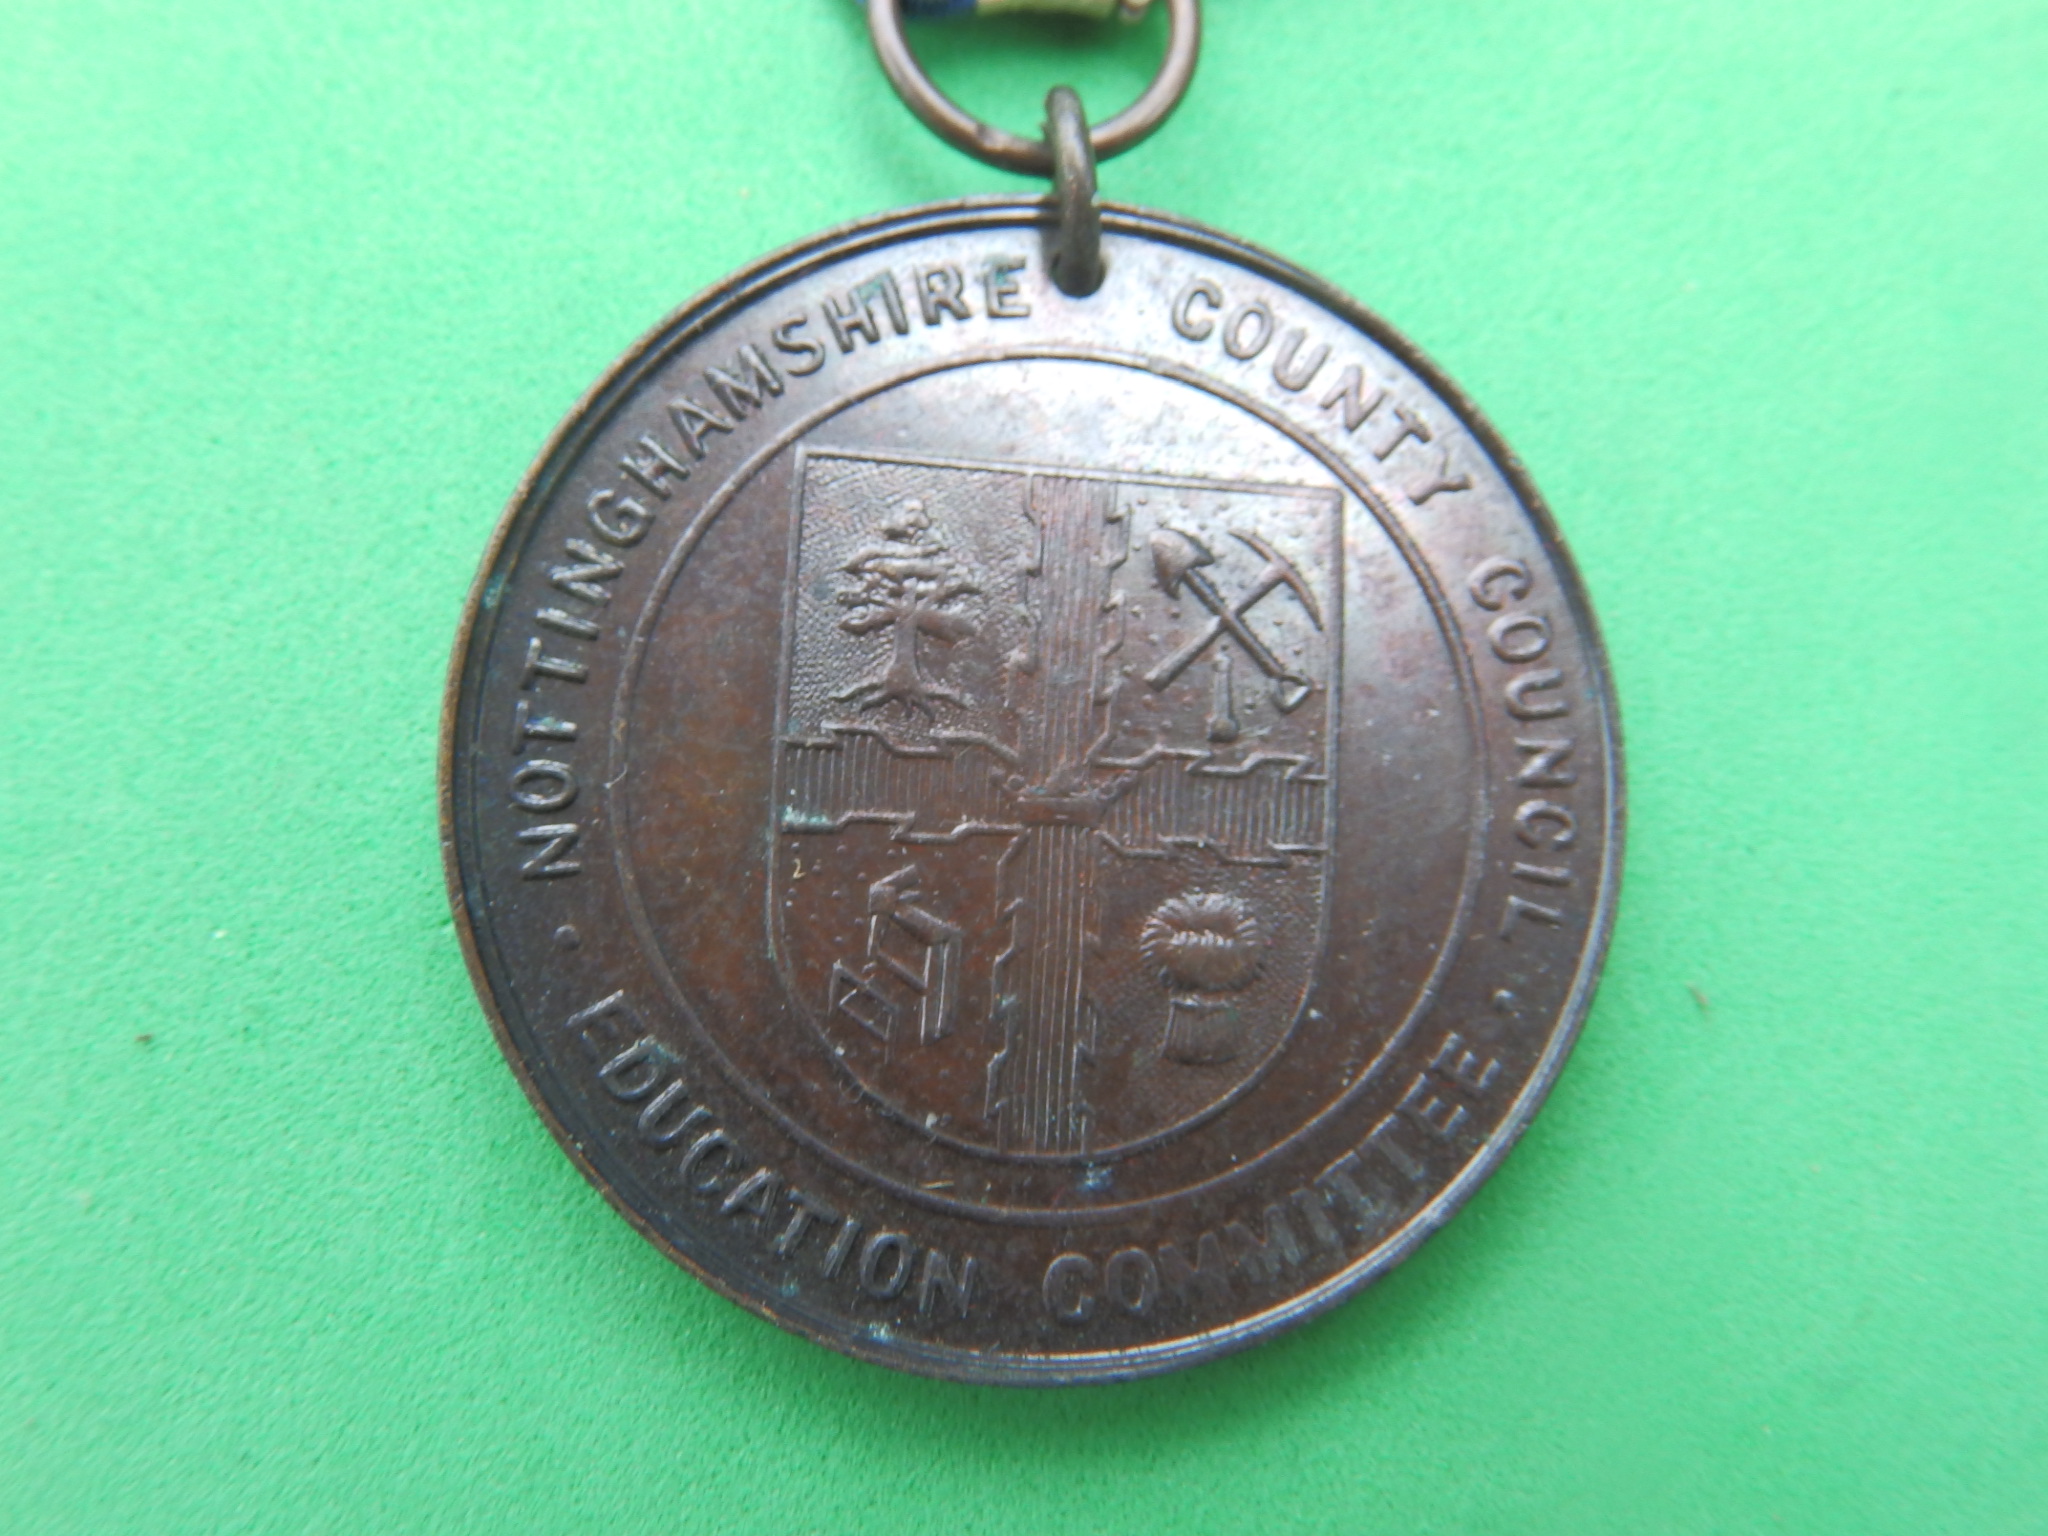 NOTTINGHAMSHIRE COUNTY COUNCIL
· EDUCATION COMMITTEE ·